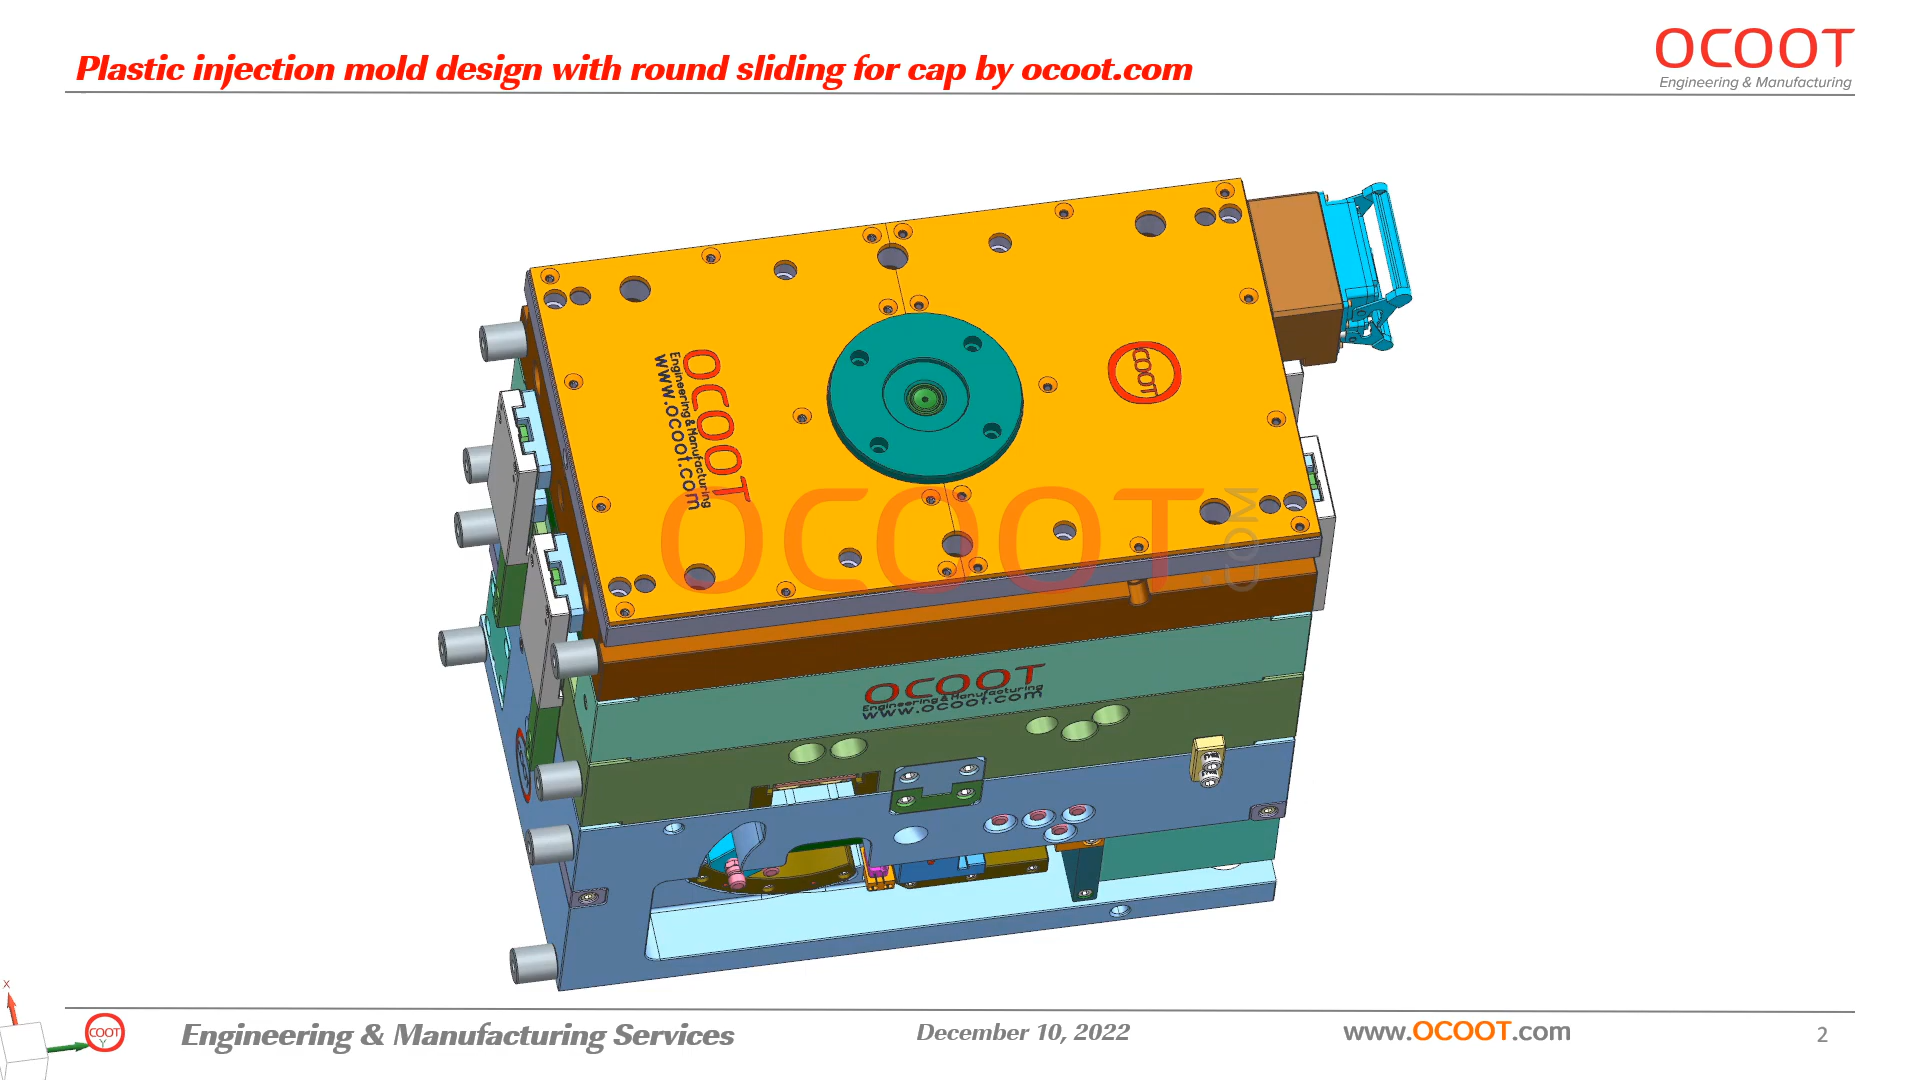 Plastic injection mold design with round sliding for cap by ocoot.com
OCOOT
Engineering & Manufacturing
OCOOT
Engineering & Manufacturing
www.ocoot.com
OCOOT
OCOOT.COM
OCOOT
Engineering & Manufacturing
www.ocoot.com
X
Y
COOT
Engineering & Manufacturing Services
December 10, 2022
www.OCOOT.com
2